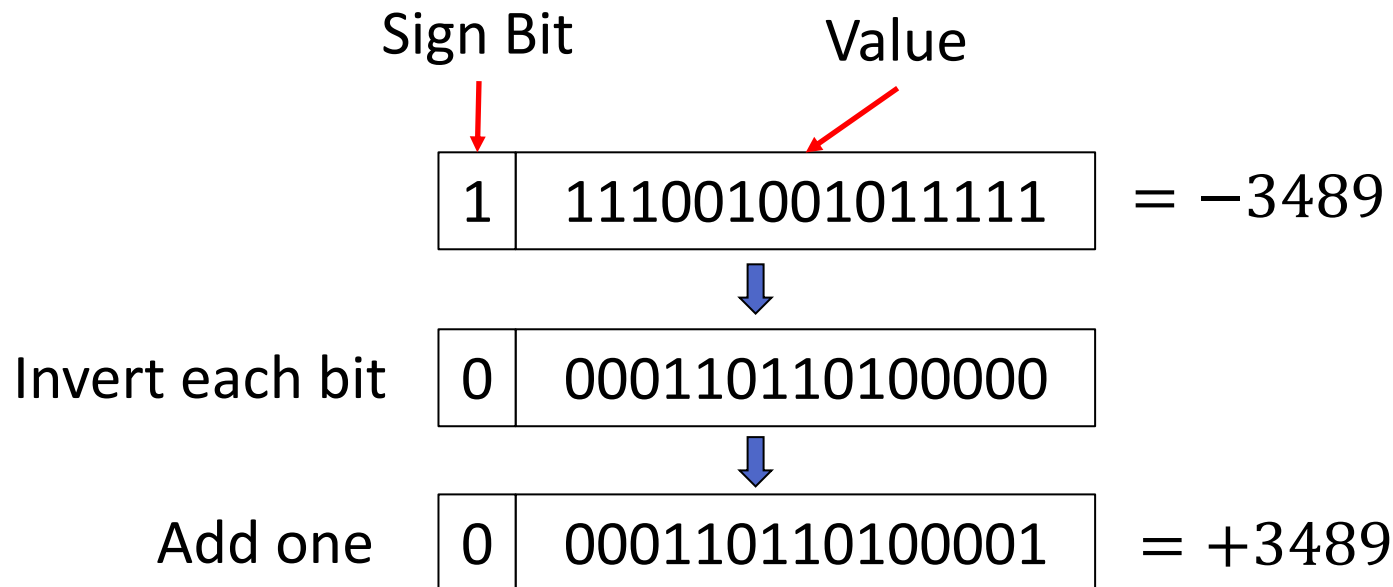 Sign Bit Value
1 111001001011111 = −3489
Invert each bit 0 000110110100000
Add one 0 000110110100001 = +3489